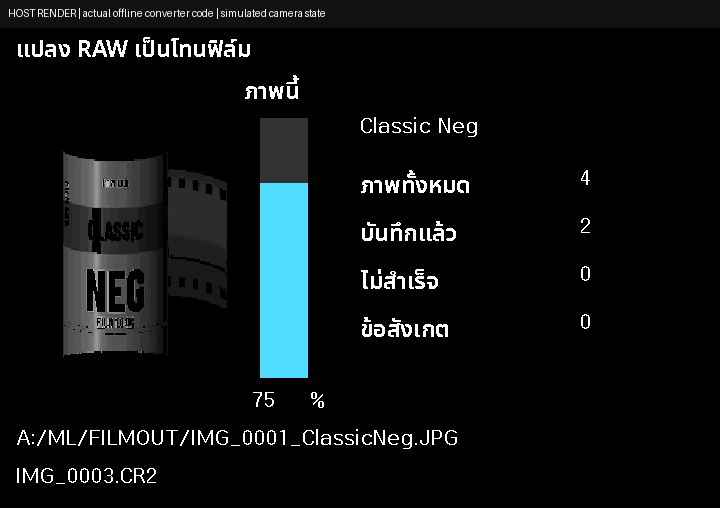 HOST RENDER | actual offline converter code | simulated camera state
แปลง RAW เป็นโทนฟิล์ม
ภาพนี้
Classic Neg
ภาพทั้งหมด 4
บันทึกแล้ว 2
ไม่สำเร็จ 0
ข้อสังเกต 0
CLASSIC
NEG
75 %
A:/ML/FILMOUT/IMG_0001_ClassicNeg.JPG
IMG_0003.CR2